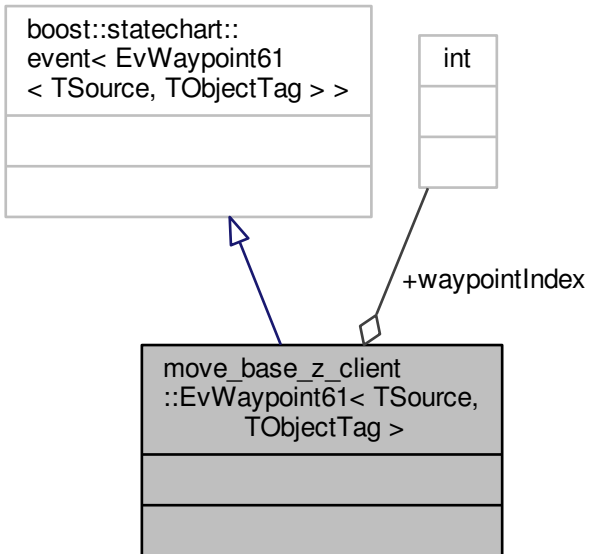 boost::statechart::
event< EvWaypoint61
< TSource, TObjectTag > >
int
+waypointIndex
move_base_z_client
::EvWaypoint61< TSource,
TObjectTag >